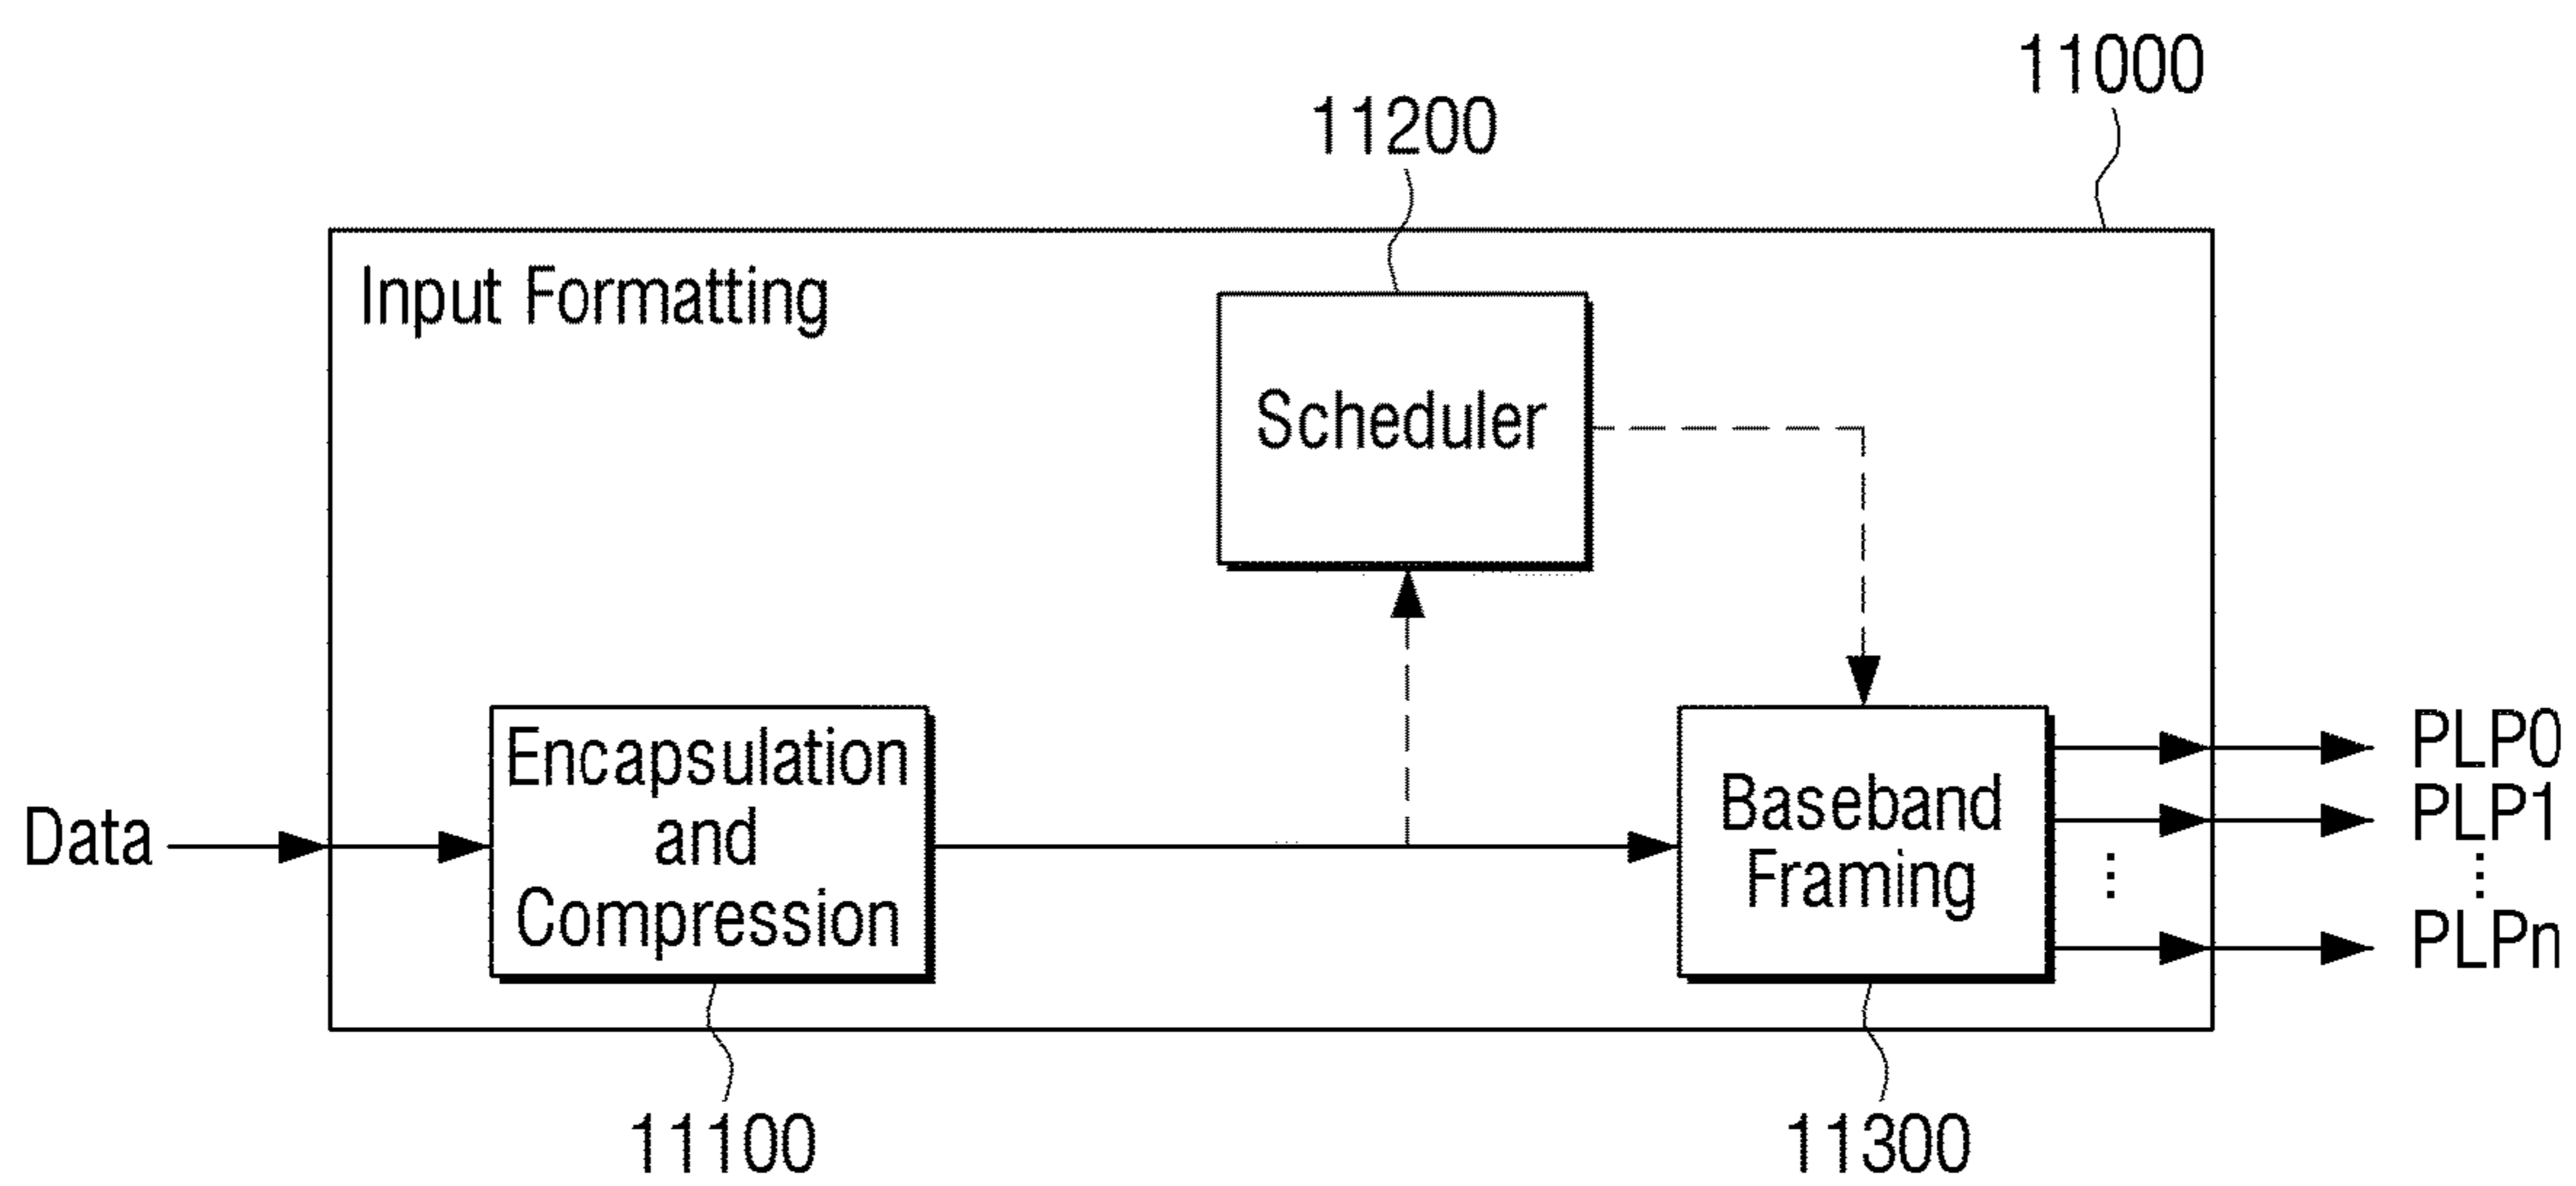 11000
11200
Input Formatting
Scheduler
Encapsulation
and
Compression
Data
Baseband
Framing
PLP0
PLP1
⋮
⋮
PLPn
11100
11300